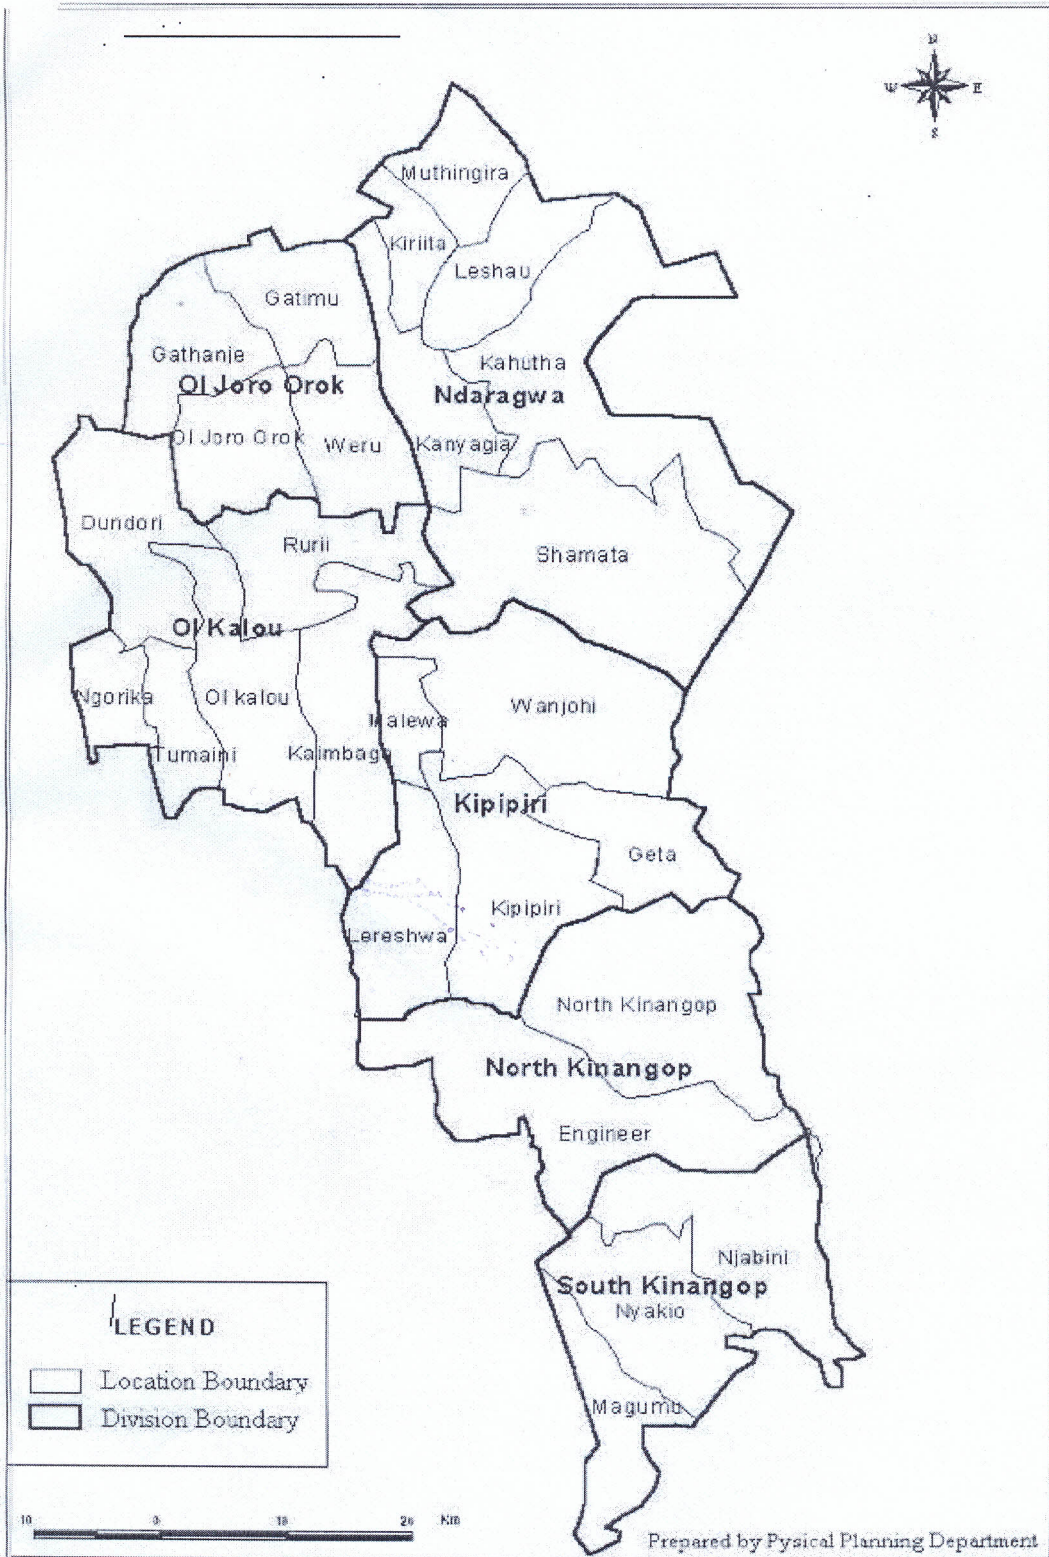 N
W E
S
Muthingira
Kiriita
Leshau
Gatimu
Gathanje
Kahutha
Ol Joro Orok
Ndaragwa
Ol Joro Orok
Weru
Kanyagia
Dundori
Rurii
Shamata
Ol Kalou
Ngorika
Ol kalou
Wanjohi
Malewa
Tumaini
Kaimbaga
Kipipiri
Geta
Kipipiri
Lereshwa
North Kinangop
North Kinangop
Engineer
Njabini
South Kinangop
Nyakio
LEGEND
Location Boundary
Division Boundary
Magumu
10 0 10 20 Km
Prepared by Pysical Planning Department